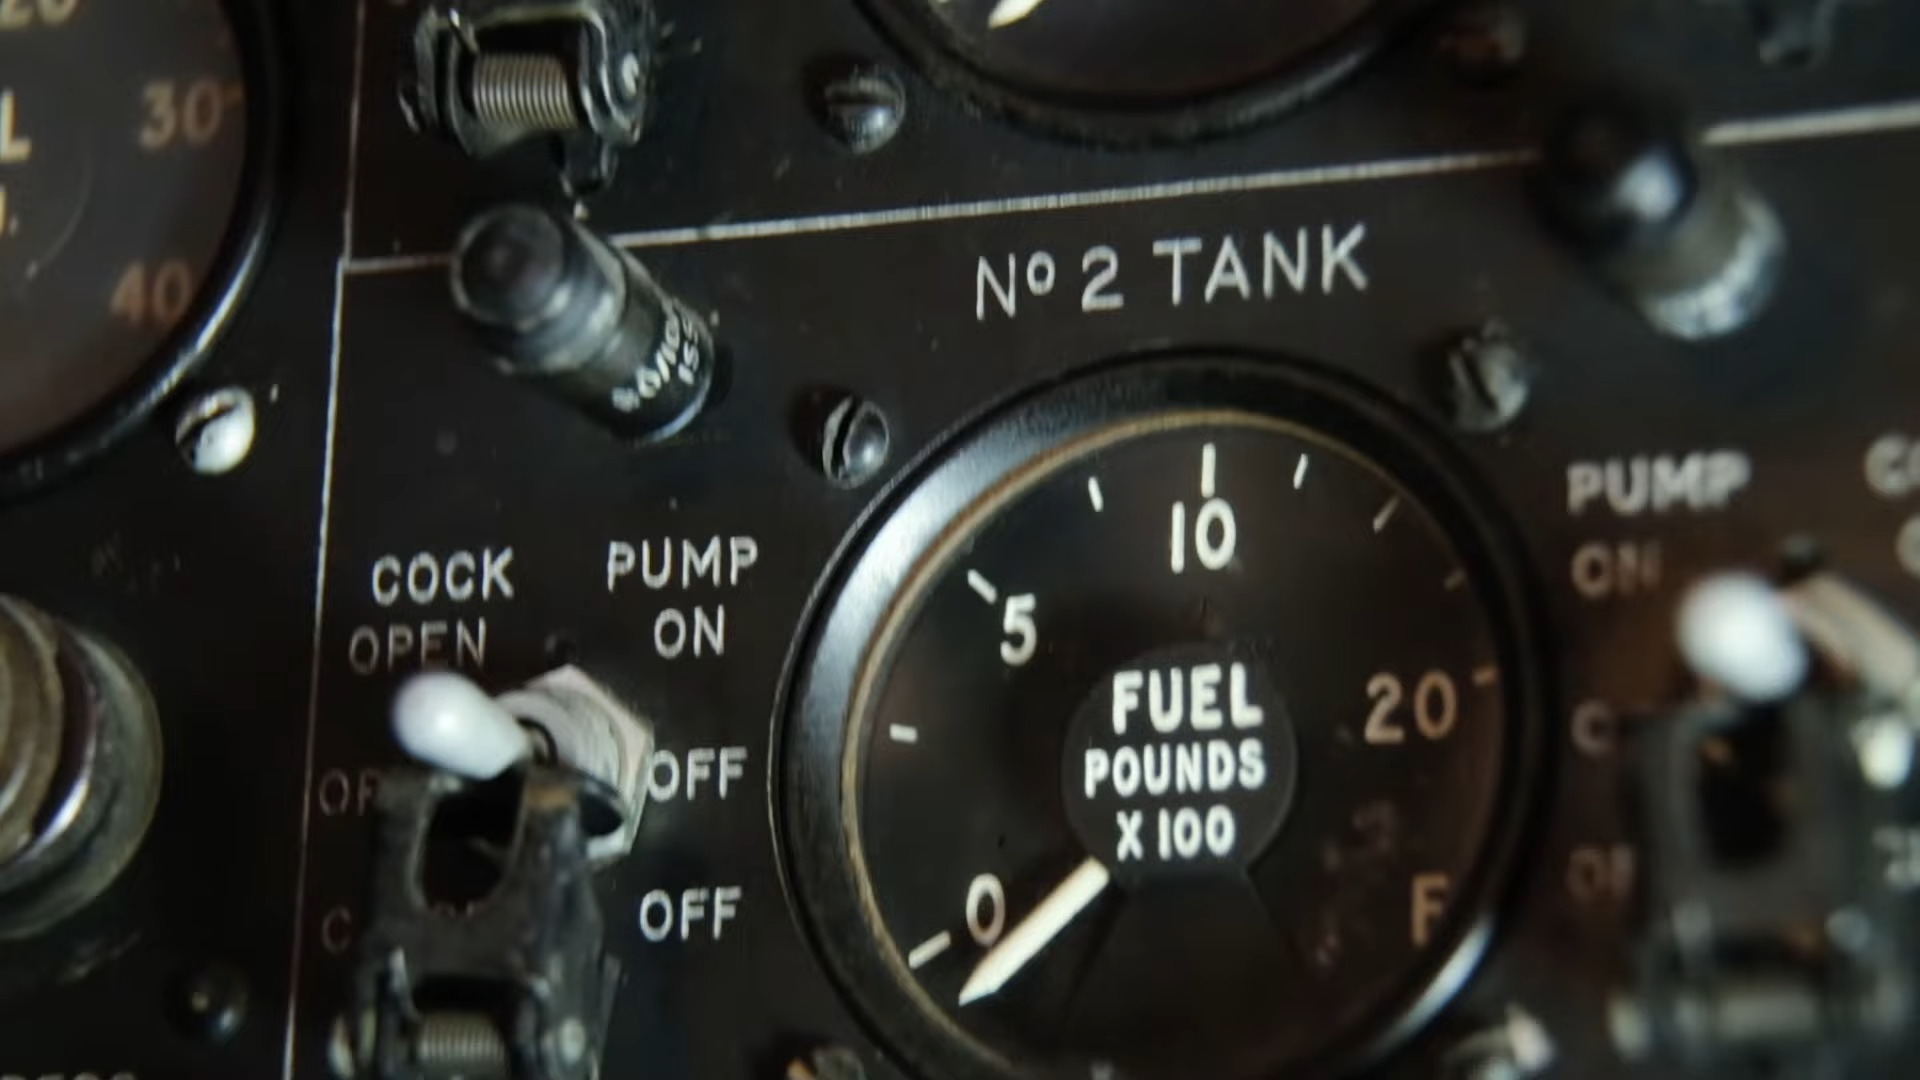 30
40
Nº 2 TANK
COCK
OPEN
PUMP
ON
OFF
OFF
10
5
20
0
F
FUEL
POUNDS
X 100
PUMP
ON